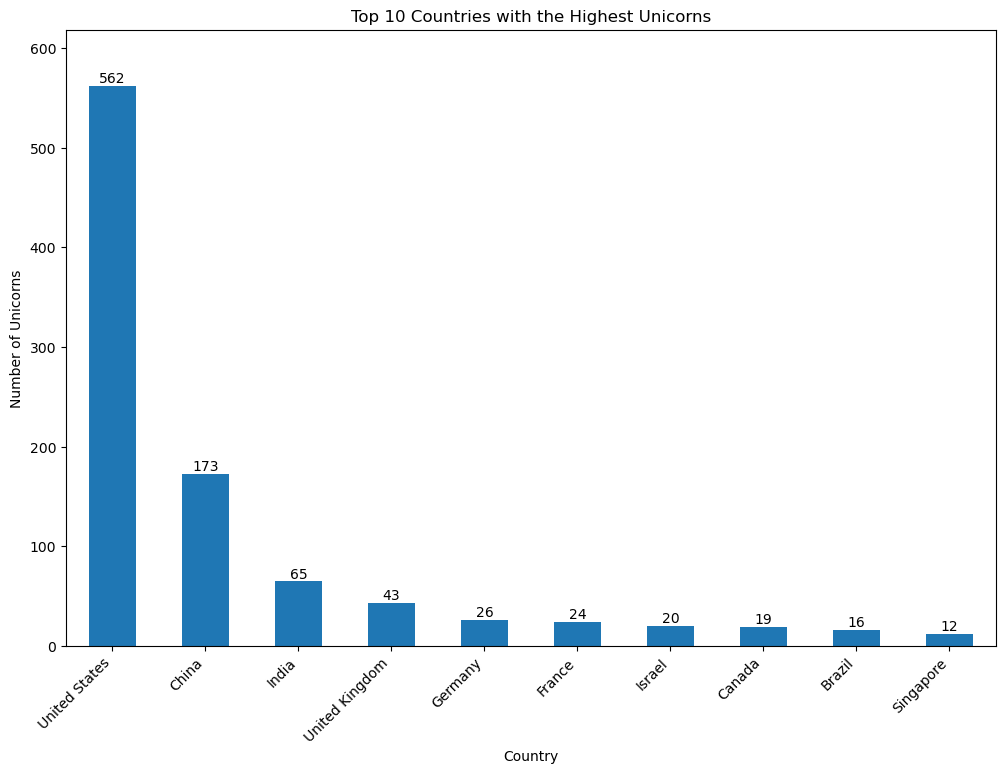 Top 10 Countries with the Highest Unicorns
Number of Unicorns
600
500
400
300
200
100
0
562
173
65
43
26
24
20
19
16
12
United States
China
India
United Kingdom
Germany
France
Israel
Canada
Brazil
Singapore
Country